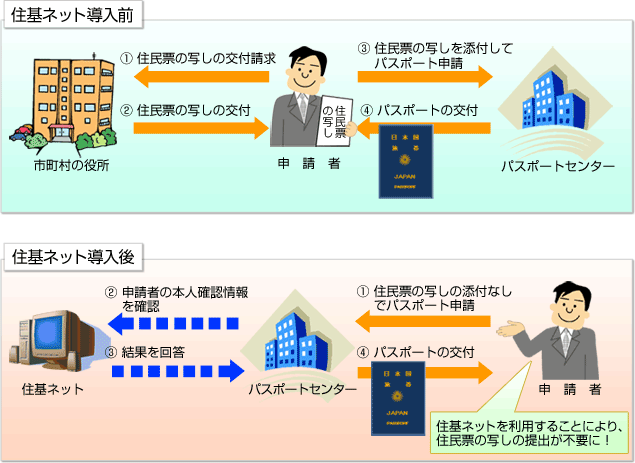 住基ネット導入前
① 住民票の写しの交付請求
② 住民票の写しの交付
③ 住民票の写しを添付して
パスポート申請
④ パスポートの交付
住民票
の写し
日本国
旅券
JAPAN
PASSPORT
市町村の役所
申請者
パスポートセンター
住基ネット導入後
② 申請者の本人確認情報
を確認
③ 結果を回答
① 住民票の写しの添付なし
でパスポート申請
④ パスポートの交付
日本国
旅券
JAPAN
PASSPORT
住基ネット
パスポートセンター
申請者
住基ネットを利用することにより、
住民票の写しの提出が不要に！